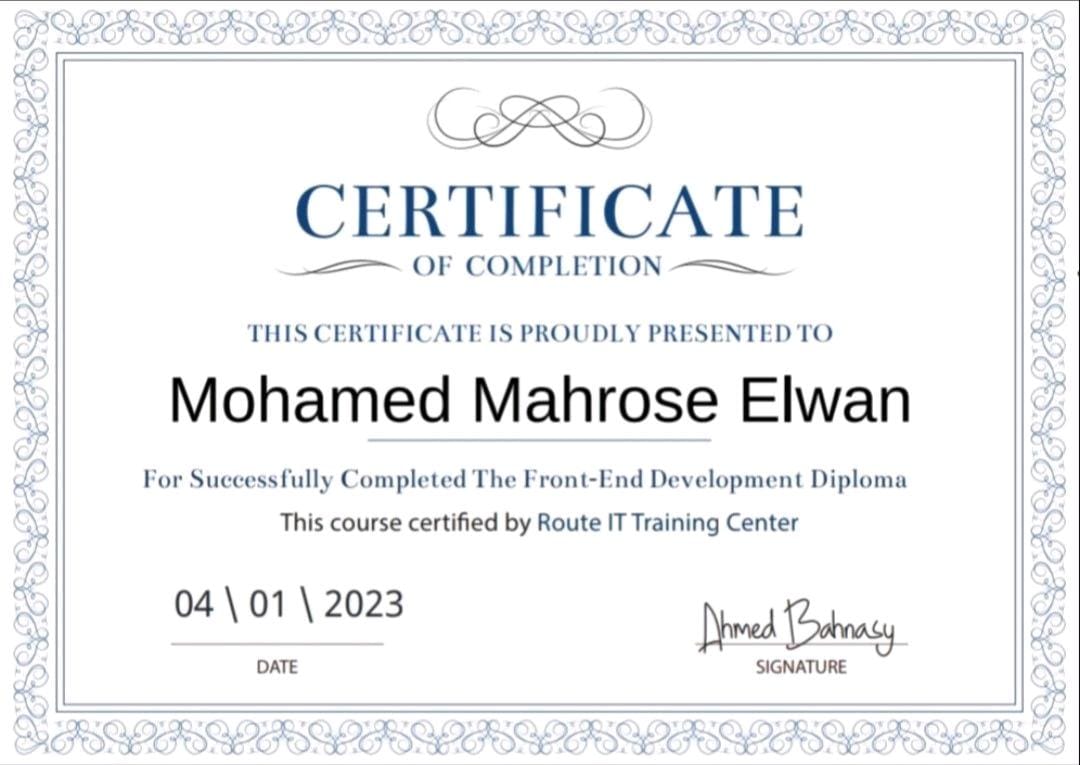 CERTIFICATE
OF COMPLETION
THIS CERTIFICATE IS PROUDLY PRESENTED TO
Mohamed Mahrose Elwan
For Successfully Completed The Front-End Development Diploma
This course certified by Route IT Training Center
04 \ 01 \ 2023
Ahmed Bahnasy
DATE
SIGNATURE